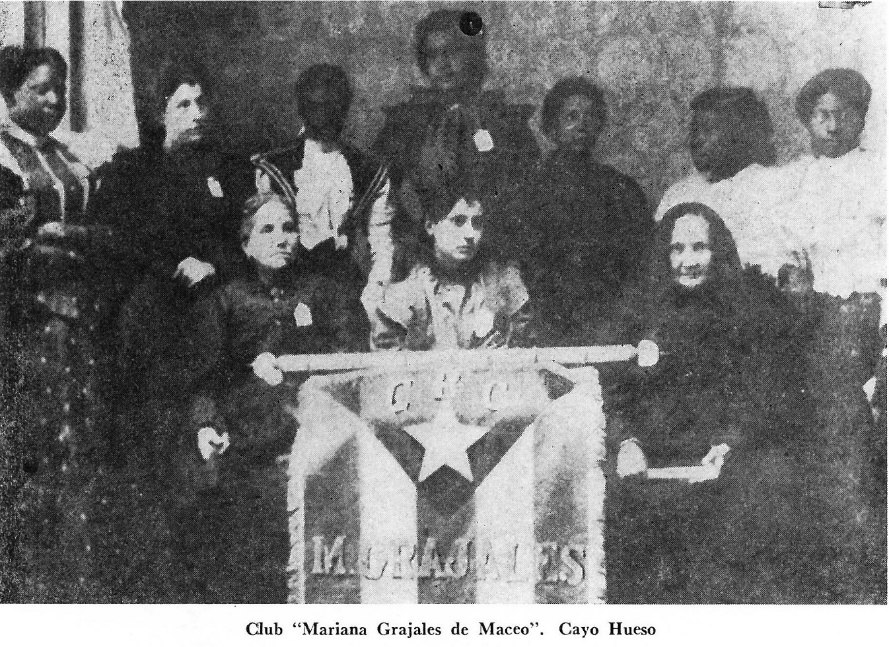 C R C
M. GRAJALES
Club “Mariana Grajales de Maceo”. Cayo Hueso